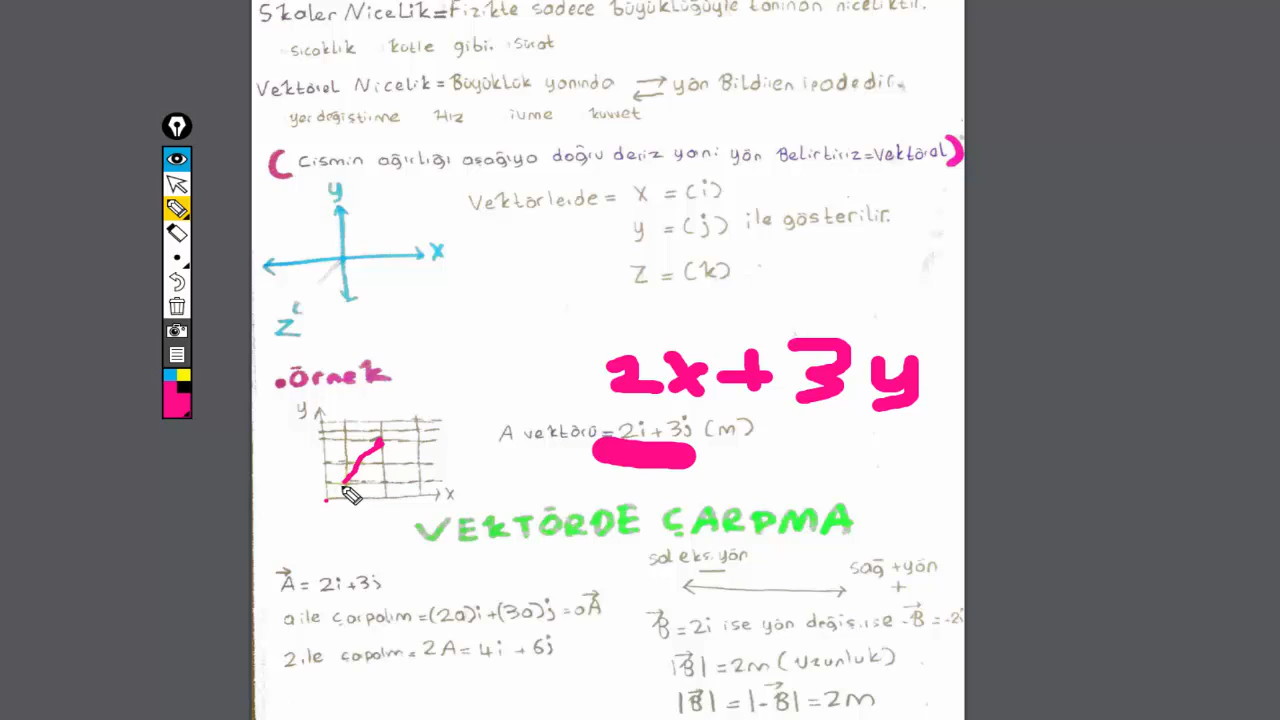 Skaler Nicelik = Fizikte sadece büyüklüğüyle tanınan niceliktir.
sıcaklık kütle gibi. sürat
Vektörel Nicelik = Büyüklük yanında yön Bildiren ifadedir.
yerdeğiştirme Hız ivme kuvvet
(Cismin ağırlığı aşağıya doğru deriz yani yön Belirtiriz=vektörel)
y
x
z
Vektörlerde = x = (i)
y = (j) ile gösterilir.
z = (k)
.Örnek
2x+3y
y
x
A vektörü = 2i+3j (m)
VEKTÖRDE ÇARPMA
A = 2i+3j
a ile çarpalım = (2a)i +(3a)j = aA
2 ile çarpalım = 2A = 4i + 6j
sol eksi yön
sağ +yön
+
B = 2i ise yön değiş.ise -B = -2i
|B| = 2m (uzunluk)
|B| = |-B| = 2m